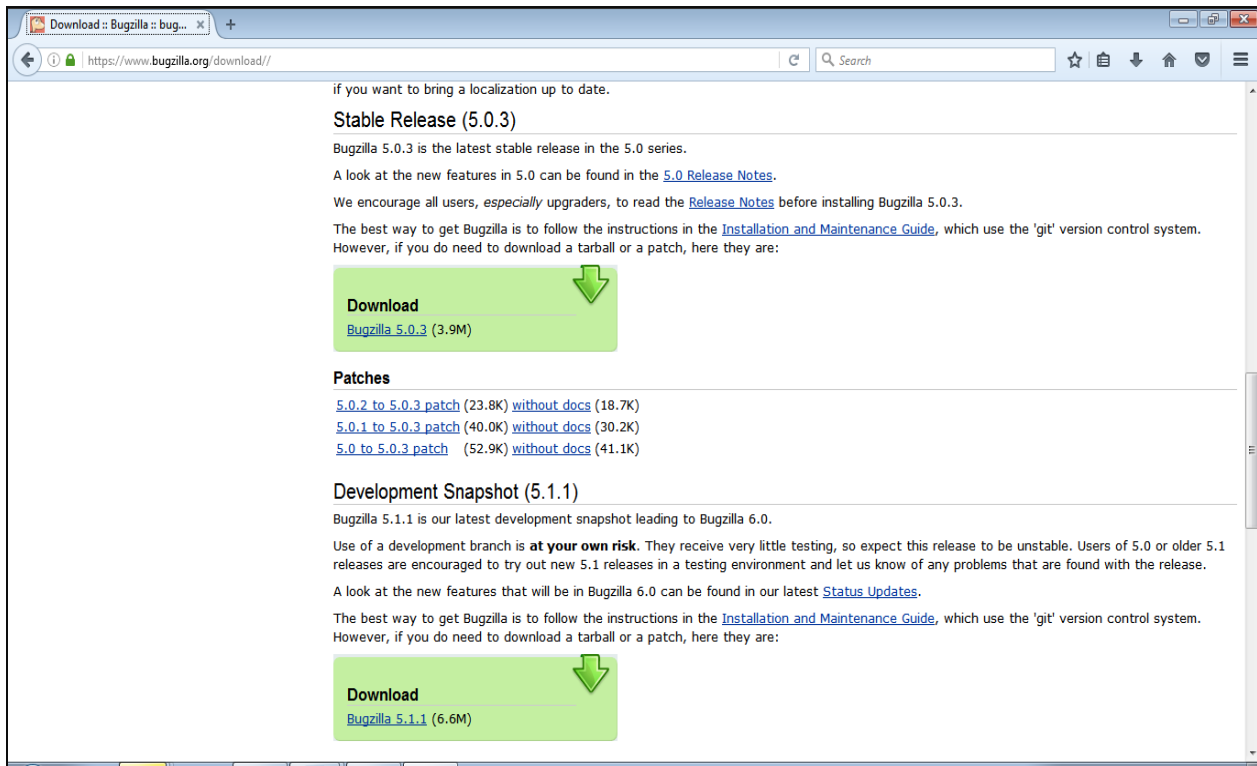 Download :: Bugzilla :: bug...
https://www.bugzilla.org/download//
Search
if you want to bring a localization up to date.
Stable Release (5.0.3)
Bugzilla 5.0.3 is the latest stable release in the 5.0 series.
A look at the new features in 5.0 can be found in the 5.0 Release Notes.
We encourage all users, especially upgraders, to read the Release Notes before installing Bugzilla 5.0.3.
The best way to get Bugzilla is to follow the instructions in the Installation and Maintenance Guide, which use the 'git' version control system.
However, if you do need to download a tarball or a patch, here they are:
Download
Bugzilla 5.0.3 (3.9M)
Patches
5.0.2 to 5.0.3 patch (23.8K) without docs (18.7K)
5.0.1 to 5.0.3 patch (40.0K) without docs (30.2K)
5.0 to 5.0.3 patch (52.9K) without docs (41.1K)
Development Snapshot (5.1.1)
Bugzilla 5.1.1 is our latest development snapshot leading to Bugzilla 6.0.
Use of a development branch is at your own risk. They receive very little testing, so expect this release to be unstable. Users of 5.0 or older 5.1
releases are encouraged to try out new 5.1 releases in a testing environment and let us know of any problems that are found with the release.
A look at the new features that will be in Bugzilla 6.0 can be found in our latest Status Updates.
The best way to get Bugzilla is to follow the instructions in the Installation and Maintenance Guide, which use the 'git' version control system.
However, if you do need to download a tarball or a patch, here they are:
Download
Bugzilla 5.1.1 (6.6M)